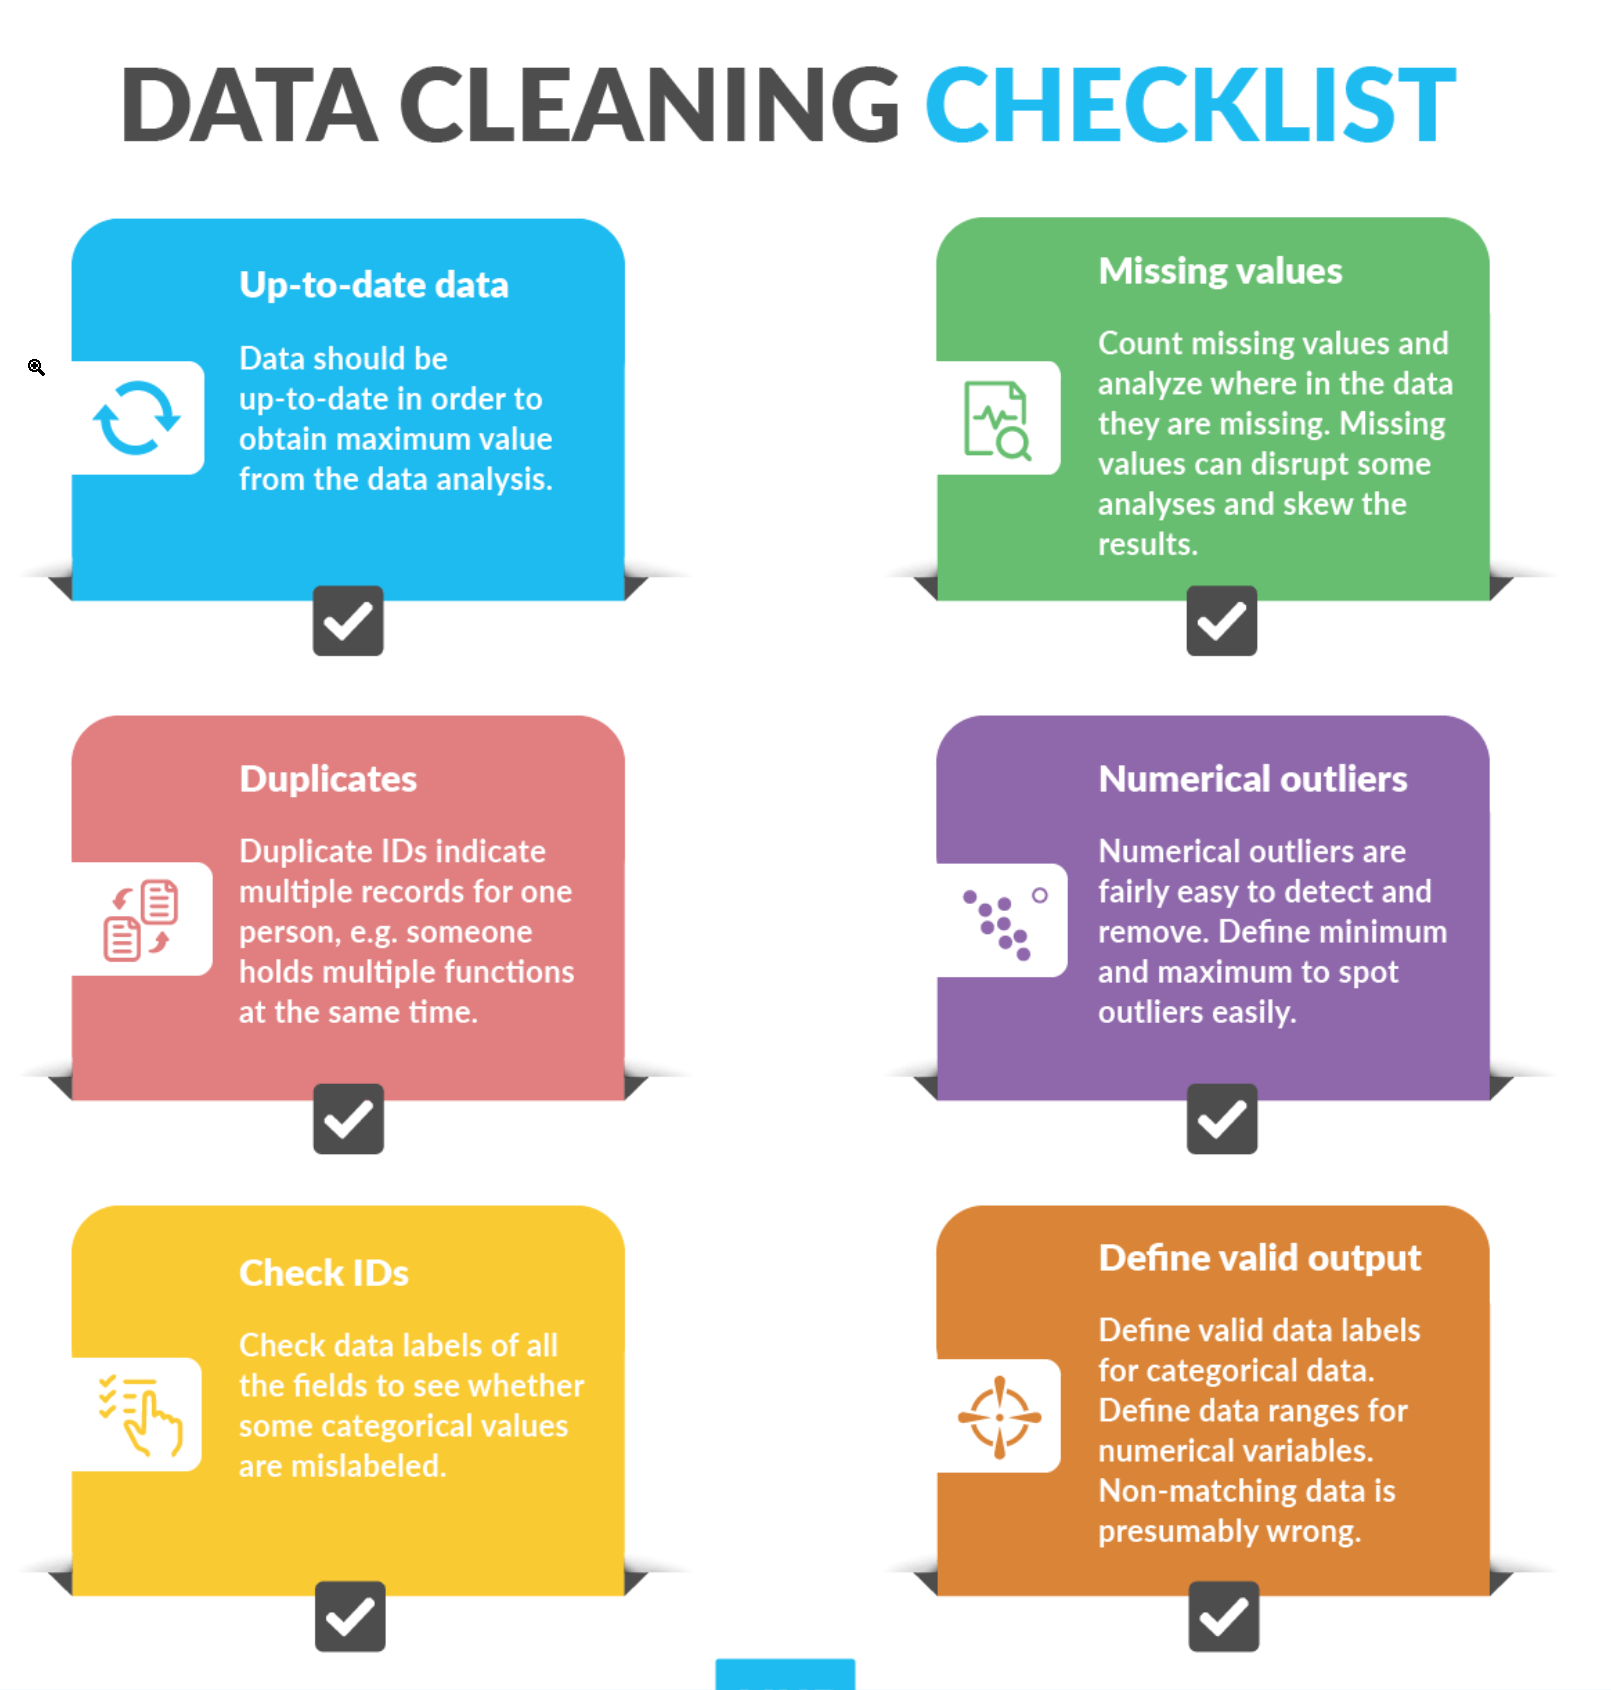 DATA CLEANING CHECKLIST
Up-to-date data
Data should be
up-to-date in order to
obtain maximum value
from the data analysis.
Missing values
Count missing values and
analyze where in the data
they are missing. Missing
values can disrupt some
analyses and skew the
results.
Duplicates
Duplicate IDs indicate
multiple records for one
person, e.g. someone
holds multiple functions
at the same time.
Numerical outliers
Numerical outliers are
fairly easy to detect and
remove. Define minimum
and maximum to spot
outliers easily.
Check IDs
Check data labels of all
the fields to see whether
some categorical values
are mislabeled.
Define valid output
Define valid data labels
for categorical data.
Define data ranges for
numerical variables.
Non-matching data is
presumably wrong.